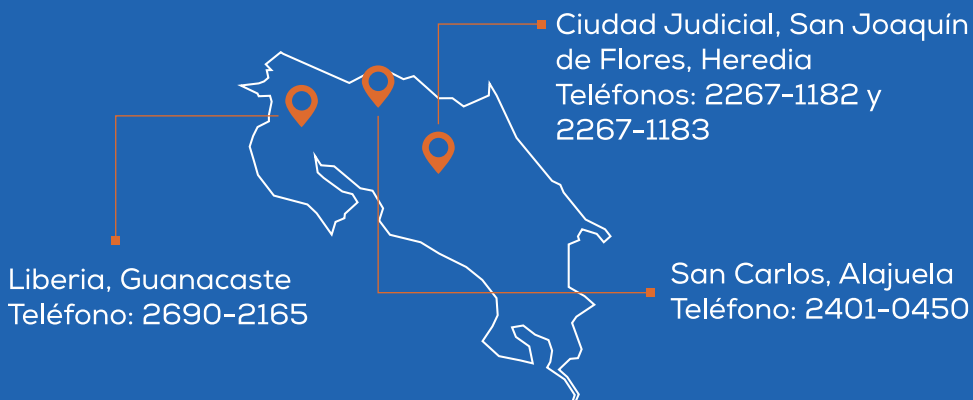 Ciudad Judicial, San Joaquín
de Flores, Heredia
Teléfonos: 2267-1182 y
2267-1183
Liberia, Guanacaste
Teléfono: 2690-2165
San Carlos, Alajuela
Teléfono: 2401-0450